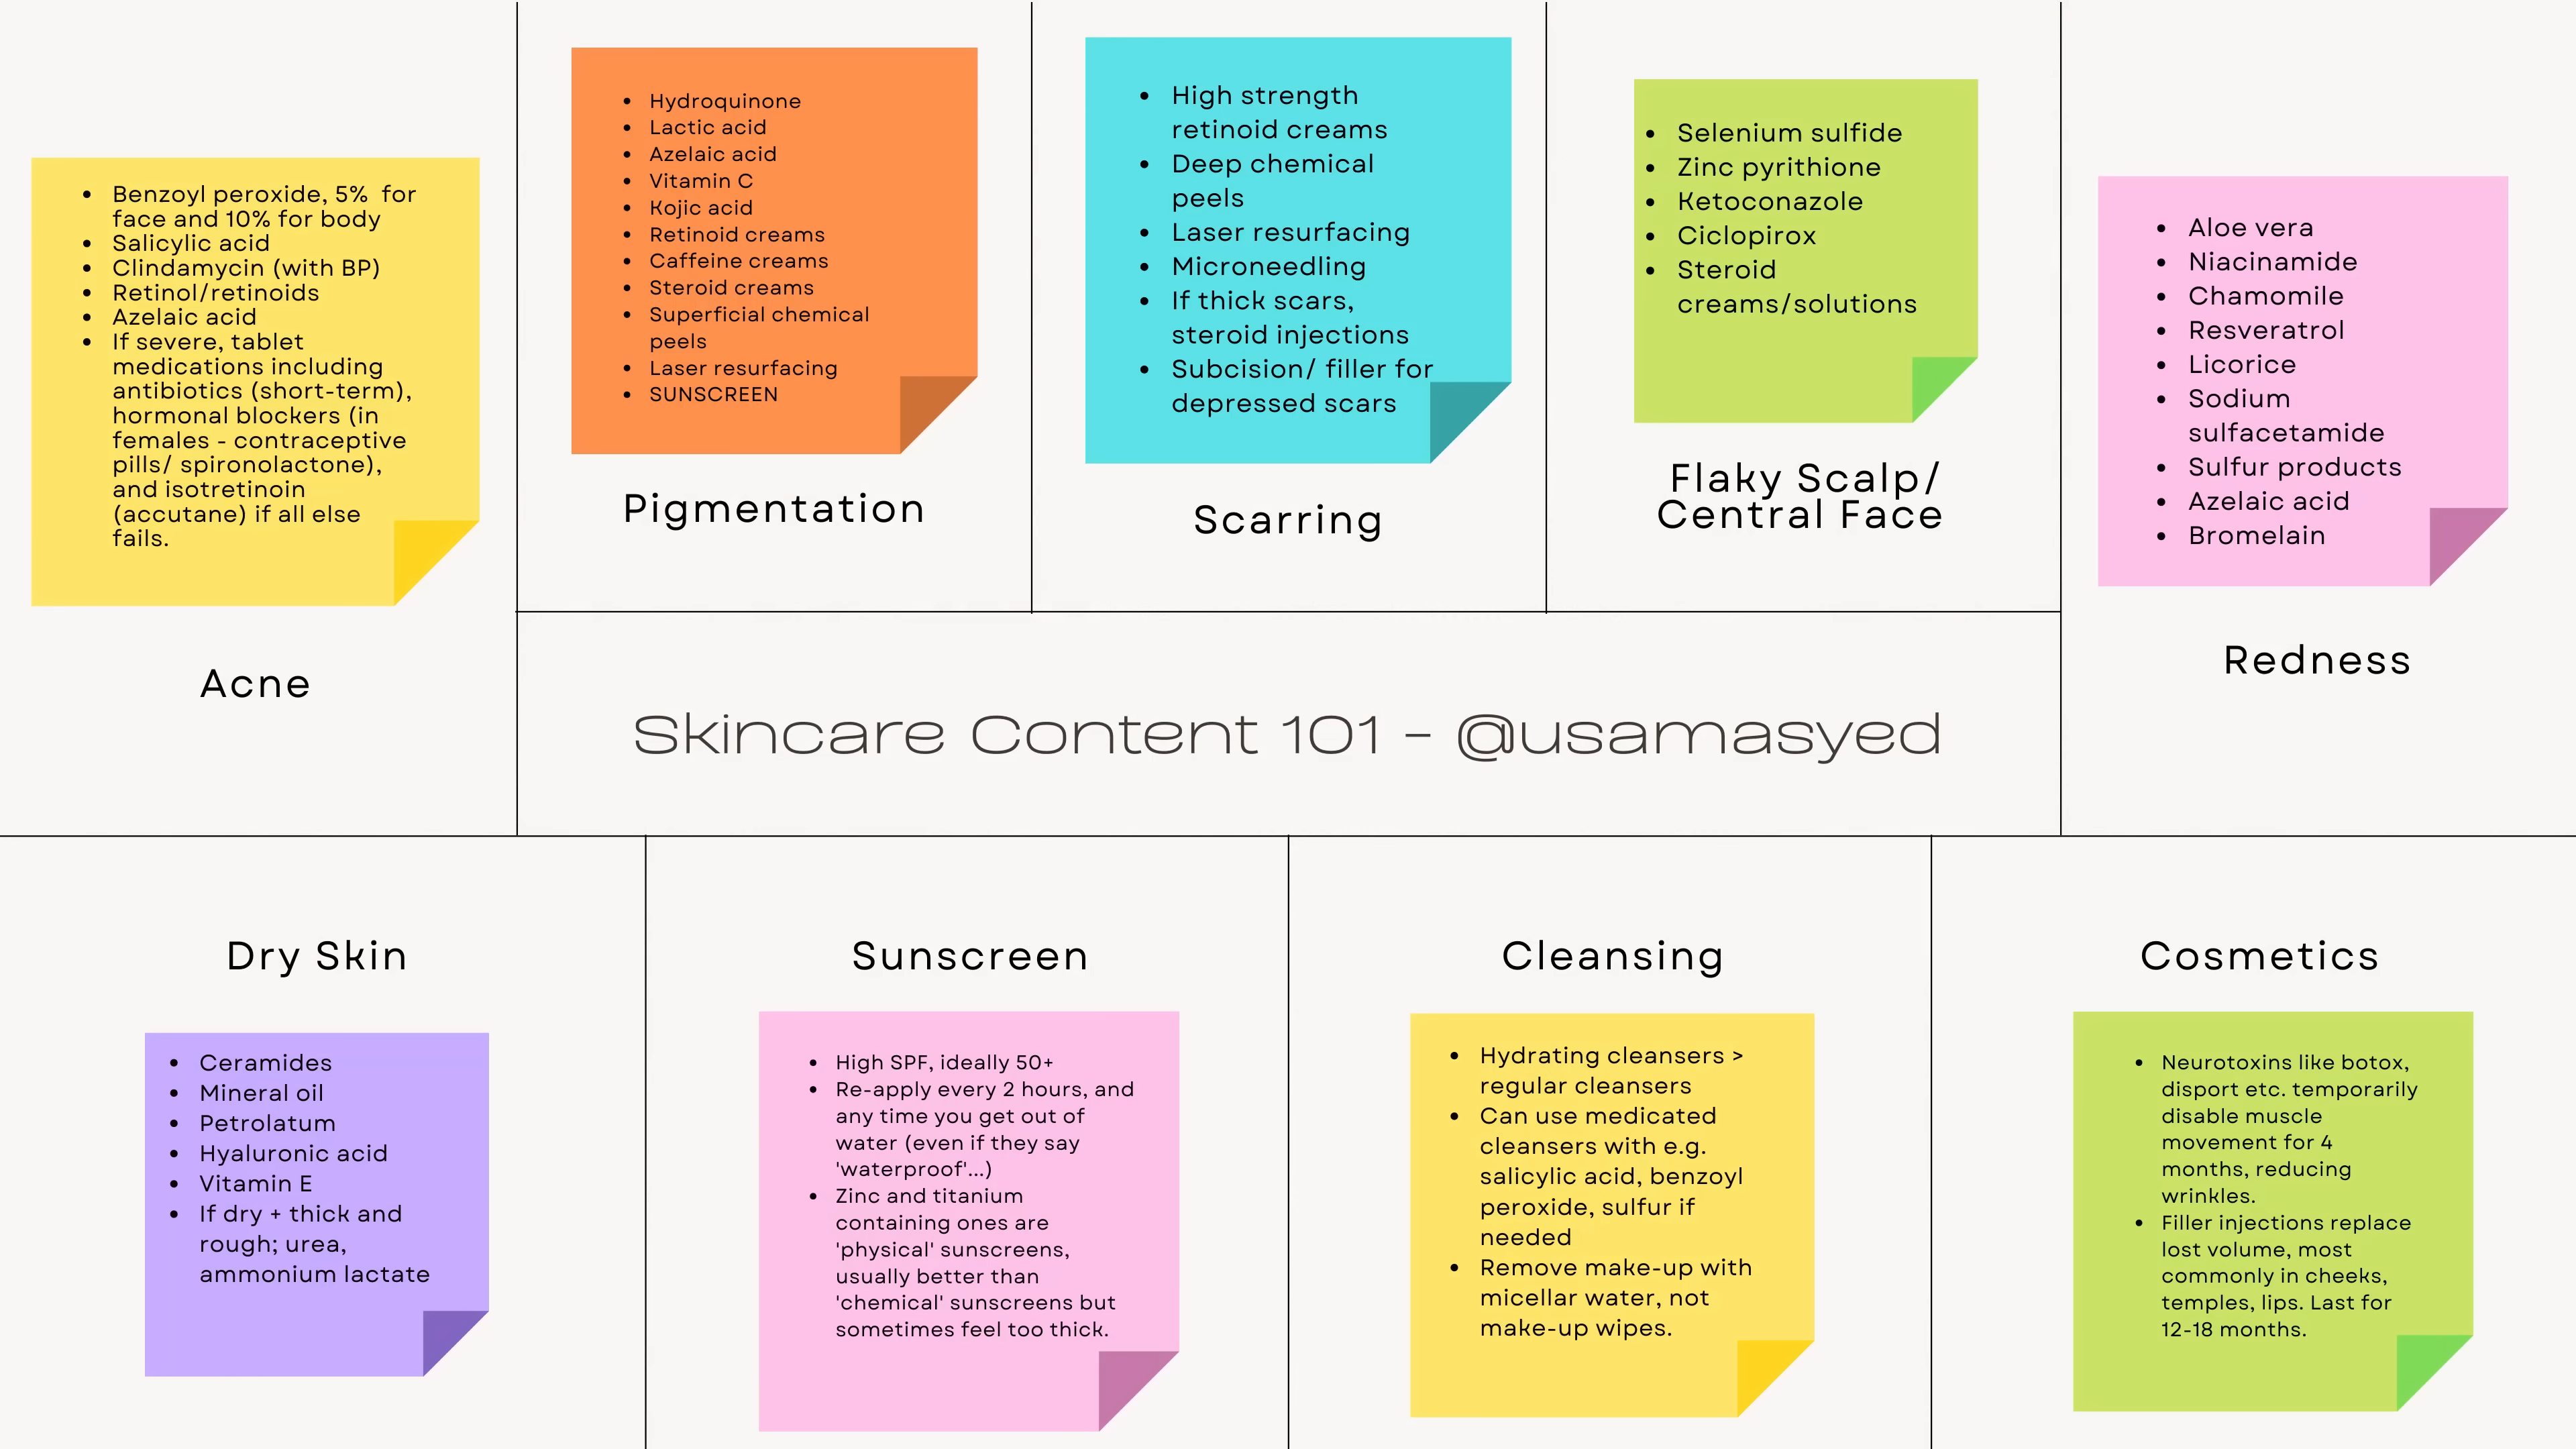 • Benzoyl peroxide, 5% for
face and 10% for body
• Salicylic acid
• Clindamycin (with BP)
• Retinol/retinoids
• Azelaic acid
• If severe, tablet
medications including
antibiotics (short-term),
hormonal blockers (in
females - contraceptive
pills/ spironolactone),
and isotretinoin
(accutane) if all else
fails.
Acne
• Hydroquinone
• Lactic acid
• Azelaic acid
• Vitamin C
• Kojic acid
• Retinoid creams
• Caffeine creams
• Steroid creams
• Superficial chemical
peels
• Laser resurfacing
• SUNSCREEN
Pigmentation
• High strength
retinoid creams
• Deep chemical
peels
• Laser resurfacing
• Microneedling
• If thick scars,
steroid injections
• Subcision/ filler for
depressed scars
Scarring
• Selenium sulfide
• Zinc pyrithione
• Ketoconazole
• Ciclopirox
• Steroid
creams/solutions
Flaky Scalp/
Central Face
• Aloe vera
• Niacinamide
• Chamomile
• Resveratrol
• Licorice
• Sodium
sulfacetamide
• Sulfur products
• Azelaic acid
• Bromelain
Redness
Skincare Content 101 - @usamasyed
Dry Skin
• Ceramides
• Mineral oil
• Petrolatum
• Hyaluronic acid
• Vitamin E
• If dry + thick and
rough; urea,
ammonium lactate
Sunscreen
• High SPF, ideally 50+
• Re-apply every 2 hours, and
any time you get out of
water (even if they say
'waterproof'...)
• Zinc and titanium
containing ones are
'physical' sunscreens,
usually better than
'chemical' sunscreens but
sometimes feel too thick.
Cleansing
• Hydrating cleansers >
regular cleansers
• Can use medicated
cleansers with e.g.
salicylic acid, benzoyl
peroxide, sulfur if
needed
• Remove make-up with
micellar water, not
make-up wipes.
Cosmetics
• Neurotoxins like botox,
disport etc. temporarily
disable muscle
movement for 4
months, reducing
wrinkles.
• Filler injections replace
lost volume, most
commonly in cheeks,
temples, lips. Last for
12-18 months.